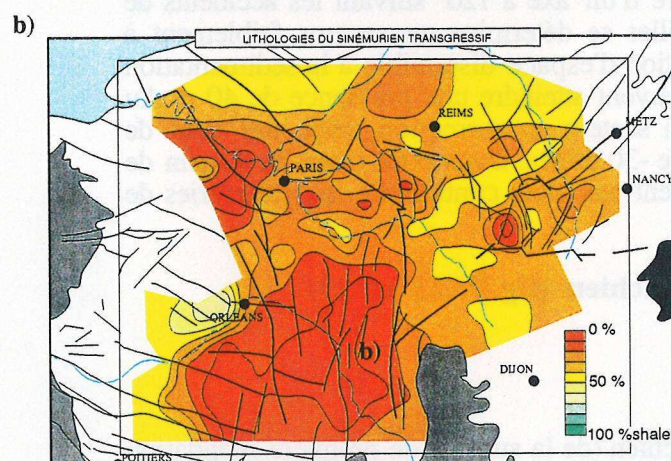 b)
LITHOLOGIES DU SINÉMURIEN TRANSGRESSIF
REIMS
METZ
PARIS
NANCY
ORLEANS
b)
0 %
50 %
100 %shale
DIJON
POITIERS